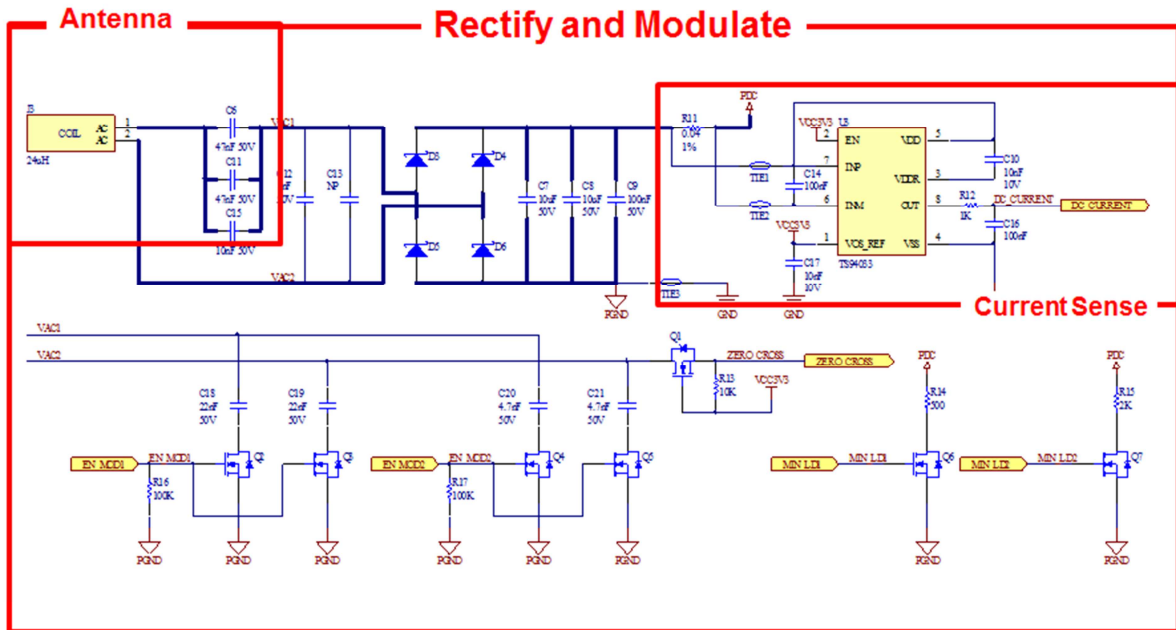 Antenna
Rectify and Modulate
J3
COIL
AC
AC
1
2
24uH
C6
47nF 50V
C11
47nF 50V
C15
10nF 50V
VAC1
C12
C13
NP
VAC2
D3
D4
D5
D6
C7
10uF
50V
C8
10uF
50V
C9
100nF
50V
PDC
R11
0.04
1%
VCC3V3
U3
2
EN
VDD
5
7
INP
VDDR
3
6
INM
OUT
8
1
VOS_REF
VSS
4
TS94033
TIE1
C14
100nF
TIE2
VCC3V3
C17
10nF
10V
GND
C10
10nF
10V
R12
1K
DC_CURRENT
DC CURRENT
C16
100nF
TIE3
PGND
GND
Current Sense
VAC1
VAC2
Q1
ZERO CROSS
ZERO CROSS
R13
10K
VCC3V3
C18
22nF
50V
C19
22nF
50V
C20
4.7nF
50V
C21
4.7nF
50V
EN MOD1
EN MOD1
Q2
Q3
R16
100K
EN MOD2
EN MOD2
Q4
Q5
R17
100K
PDC
R14
500
PDC
R15
2K
MIN LD1
MIN LD1
Q6
MIN LD2
MIN LD2
Q7
PGND
PGND
PGND
PGND
PGND
PGND
PGND
PGND